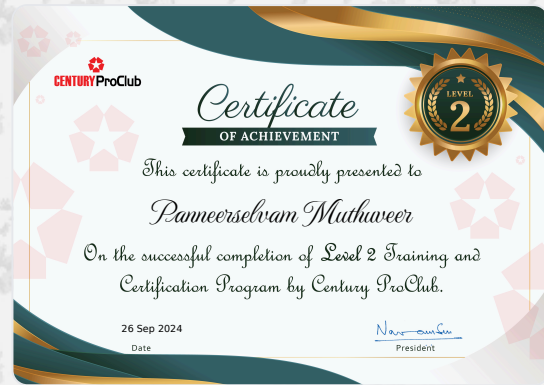 CENTURY ProClub
LEVEL
2
Certificate
OF ACHIEVEMENT
This certificate is proudly presented to
Panneerselvam Muthuveer
On the successful completion of Level 2 Training and
Certification Program by Century ProClub.
26 Sep 2024
Date
President